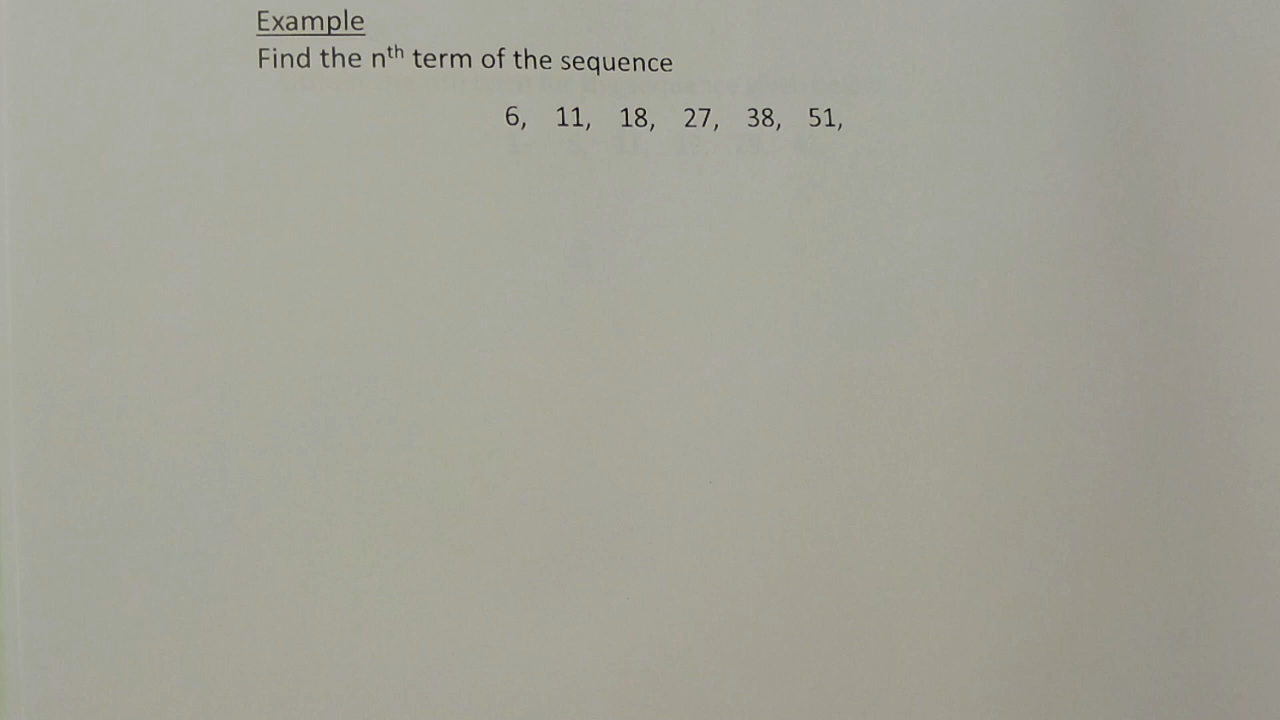 Example
Find the nth term of the sequence
6, 11, 18, 27, 38, 51,